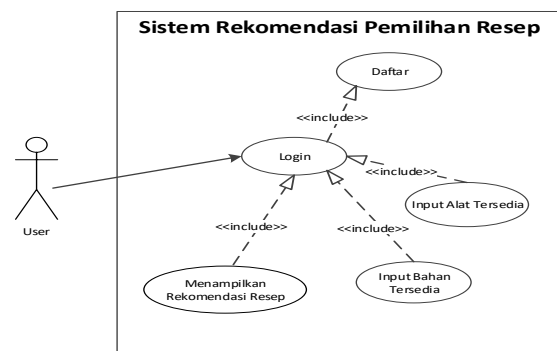 Sistem Rekomendasi Pemilihan Resep
Daftar
<<include>>
Login
<<include>>
Input Alat Tersedia
User
<<include>>
<<include>>
Menampilkan
Rekomendasi Resep
Input Bahan
Tersedia